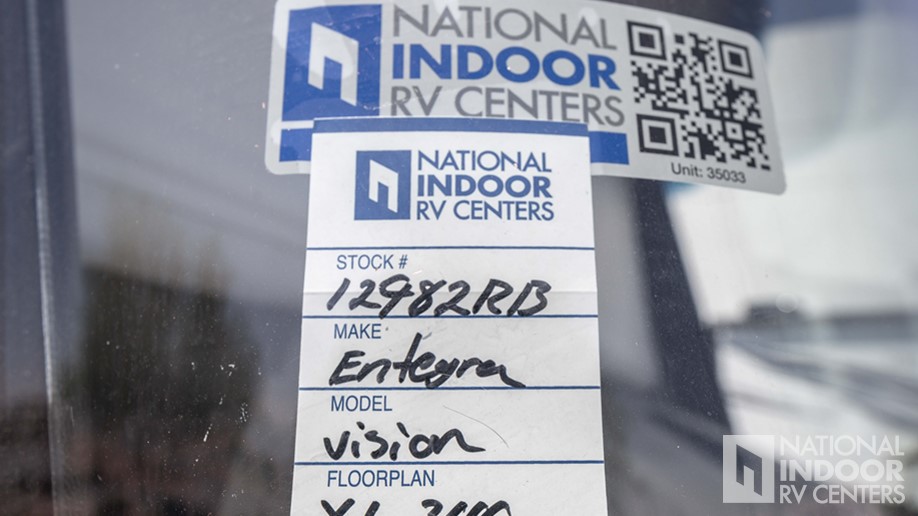 NATIONAL
INDOOR
RV CENTERS
Unit: 35033
NATIONAL
INDOOR
RV CENTERS
STOCK #
12982RB
MAKE
Entegra
MODEL
vision
FLOORPLAN
XL
NATIONAL
INDOOR
RV CENTERS